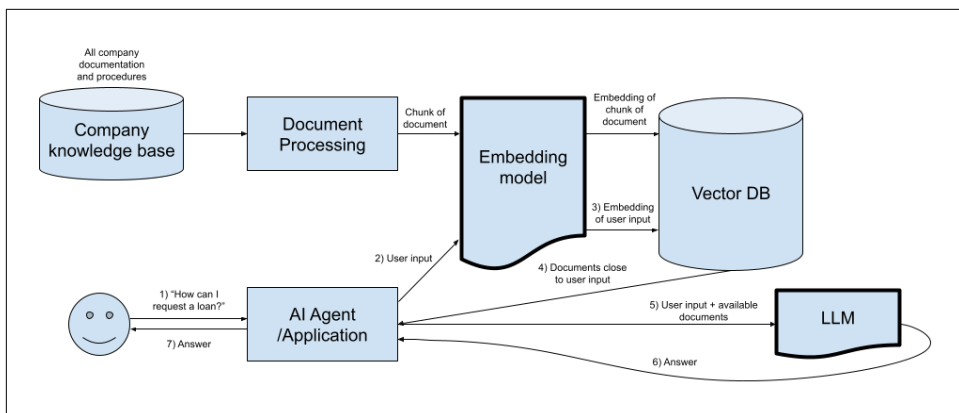 All company
documentation
and procedures
Company
knowledge base
Document
Processing
Chunk of
document
Embedding
model
Embedding of
chunk of
document
Vector DB
3) Embedding
of user input
2) User input
4) Documents close
to user input
1) “How can I
request a loan?”
7) Answer
AI Agent
/Application
5) User input + available
documents
LLM
6) Answer